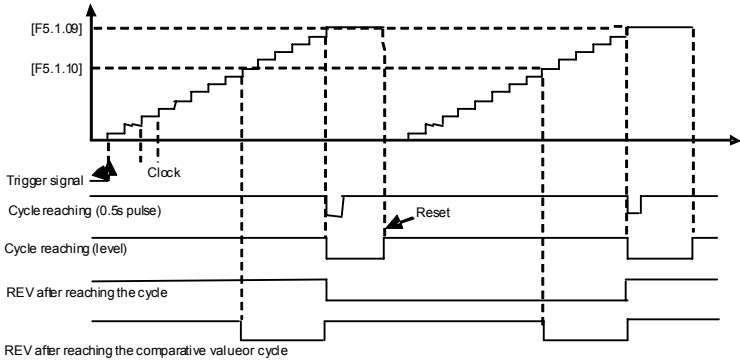 [F5.1.09]
[F5.1.10]
Clock
Trigger signal
Cycle reaching (0.5s pulse)
Reset
Cycle reaching (level)
REV after reaching the cycle
REV after reaching the comparative valueor cycle